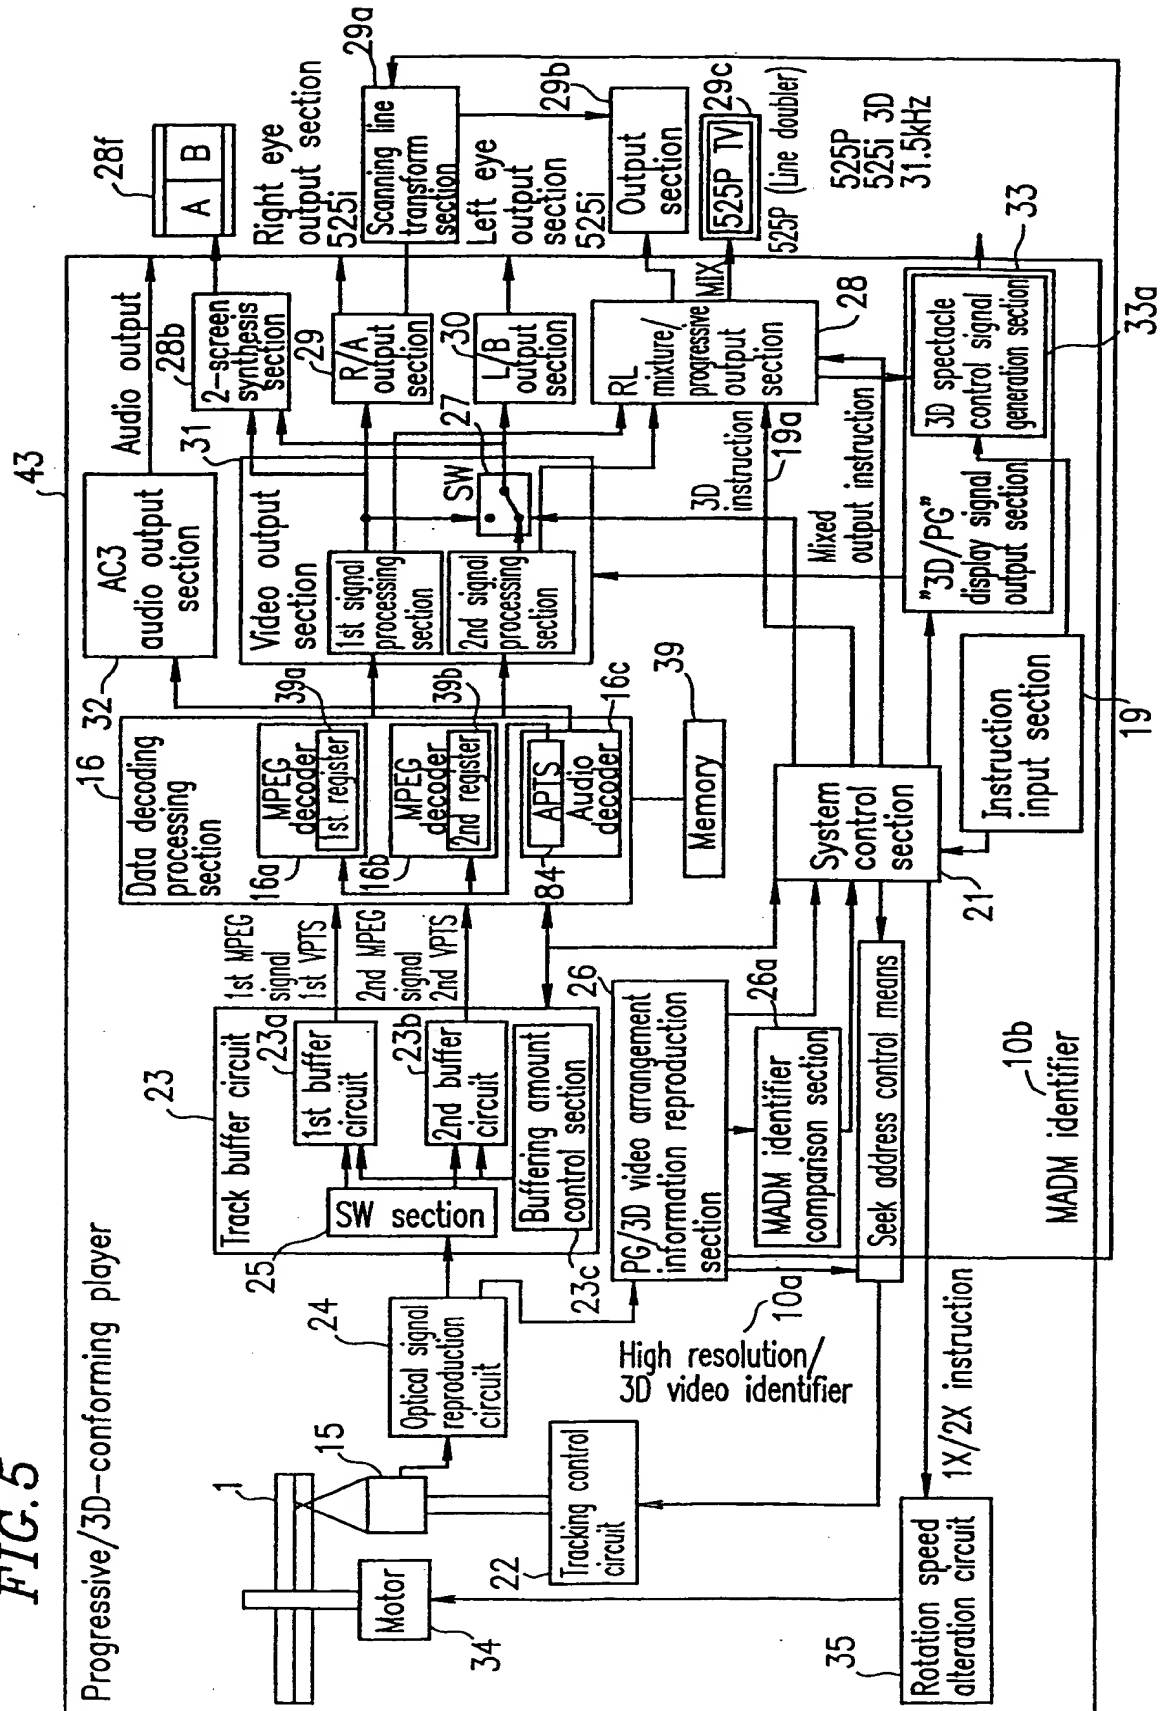 FIG.5
Progressive/3D-conforming player
43
1
15
Motor
34
22
Tracking control
circuit
35
Rotation speed
alteration circuit
1X/2X instruction
24
Optical signal
reproduction
circuit
High resolution/
3D video identifier
10a
23
Track buffer circuit
25
SW section
23a
1st buffer
circuit
23b
2nd buffer
circuit
23c
Buffering amount
control section
1st MPEG
signal
1st VPTS
2nd MPEG
signal
2nd VPTS
26
PG/3D video arrangement
information reproduction
section
26a
MADM identifier
comparison section
Seek address control means
MADM identifier
10b
16
Data decoding
processing
section
16a
MPEG
decoder
1st register
39a
16b
MPEG
decoder
2nd register
39b
84
APTS
Audio
decoder
16c
39
Memory
System
control
section
21
Instruction
input section
19
32
AC3
audio output
section
Audio output
31
Video output
section
1st signal
processing
section
2nd signal
processing
section
SW
27
3D
instruction
19a
Mixed
output instruction
"3D/PG"
display signal
output section
3D spectacle
control signal
generation section
33
33a
28b
2-screen
synthesis
section
28f
A
B
29
R/A
output
section
30
L/B
output
section
RL
mixture/
progressive
output
section
28
MIX
Right eye
output section
525i
Left eye
output
section
525i
29a
Scanning line
transform
section
29b
Output
section
29c
525P TV
525P (Line doubler)
525P
525i 3D
31.5kHz